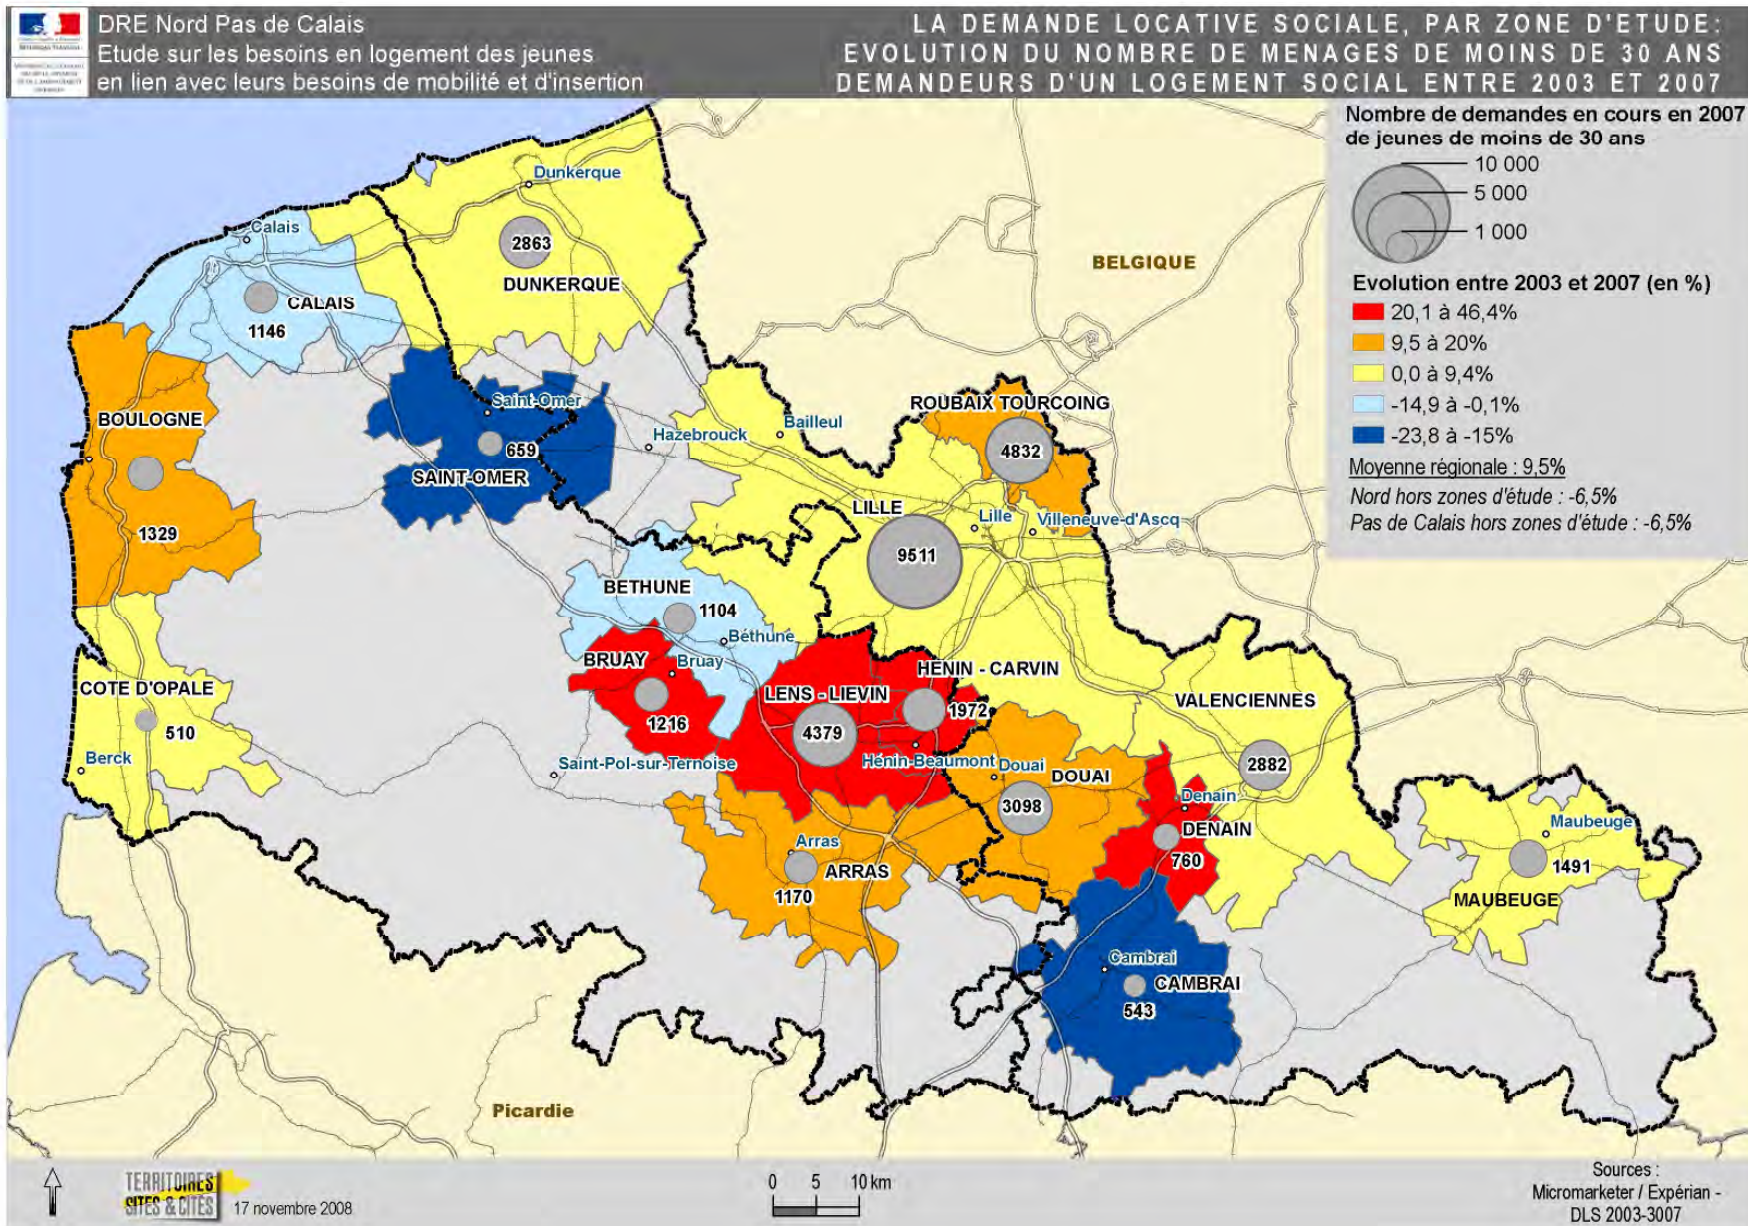 DRE Nord Pas de Calais
Etude sur les besoins en logement des jeunes
en lien avec leurs besoins de mobilité et d'insertion
LA DEMANDE LOCATIVE SOCIALE, PAR ZONE D'ETUDE:
EVOLUTION DU NOMBRE DE MENAGES DE MOINS DE 30 ANS
DEMANDEURS D'UN LOGEMENT SOCIAL ENTRE 2003 ET 2007
Nombre de demandes en cours en 2007
de jeunes de moins de 30 ans
10 000
5 000
1 000
Evolution entre 2003 et 2007 (en %)
20,1 à 46,4%
9,5 à 20%
0,0 à 9,4%
-14,9 à -0,1%
-23,8 à -15%
Moyenne régionale : 9,5%
Nord hors zones d'étude : -6,5%
Pas de Calais hors zones d'étude : -6,5%
Dunkerque
2863
DUNKERQUE
Calais
CALAIS
1146
BELGIQUE
BOULOGNE
1329
Saint-Omer
659
SAINT-OMER
Hazebrouck
Bailleul
ROUBAIX TOURCOING
4832
LILLE
Lille
Villeneuve-d'Ascq
9511
BETHUNE
1104
Béthune
BRUAY
Bruay
1216
HENIN - CARVIN
1972
LENS - LIEVIN
4379
Hénin-Beaumont
COTE D'OPALE
510
Berck
Saint-Pol-sur-Ternoise
VALENCIENNES
2882
Douai
DOUAI
3098
Denain
DENAIN
760
Maubeuge
1491
MAUBEUGE
Arras
ARRAS
1170
Cambrai
CAMBRAI
543
Picardie
TERRITOIRES
SITES & CITÉS
17 novembre 2008
0 5 10 km
Sources :
Micromarketer / Expérian -
DLS 2003-3007